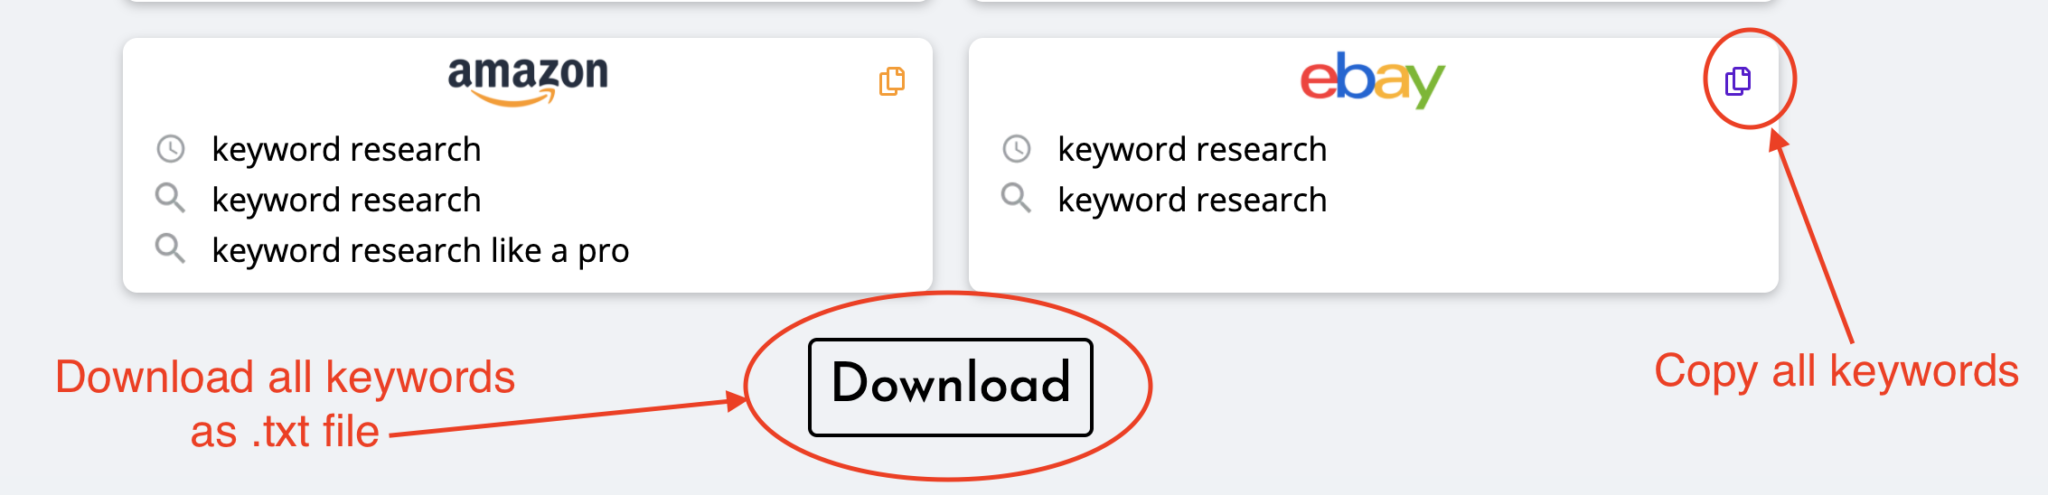 amazon
keyword research
keyword research
keyword research like a pro
ebay
keyword research
keyword research
Download all keywords
as .txt file
Download
Copy all keywords